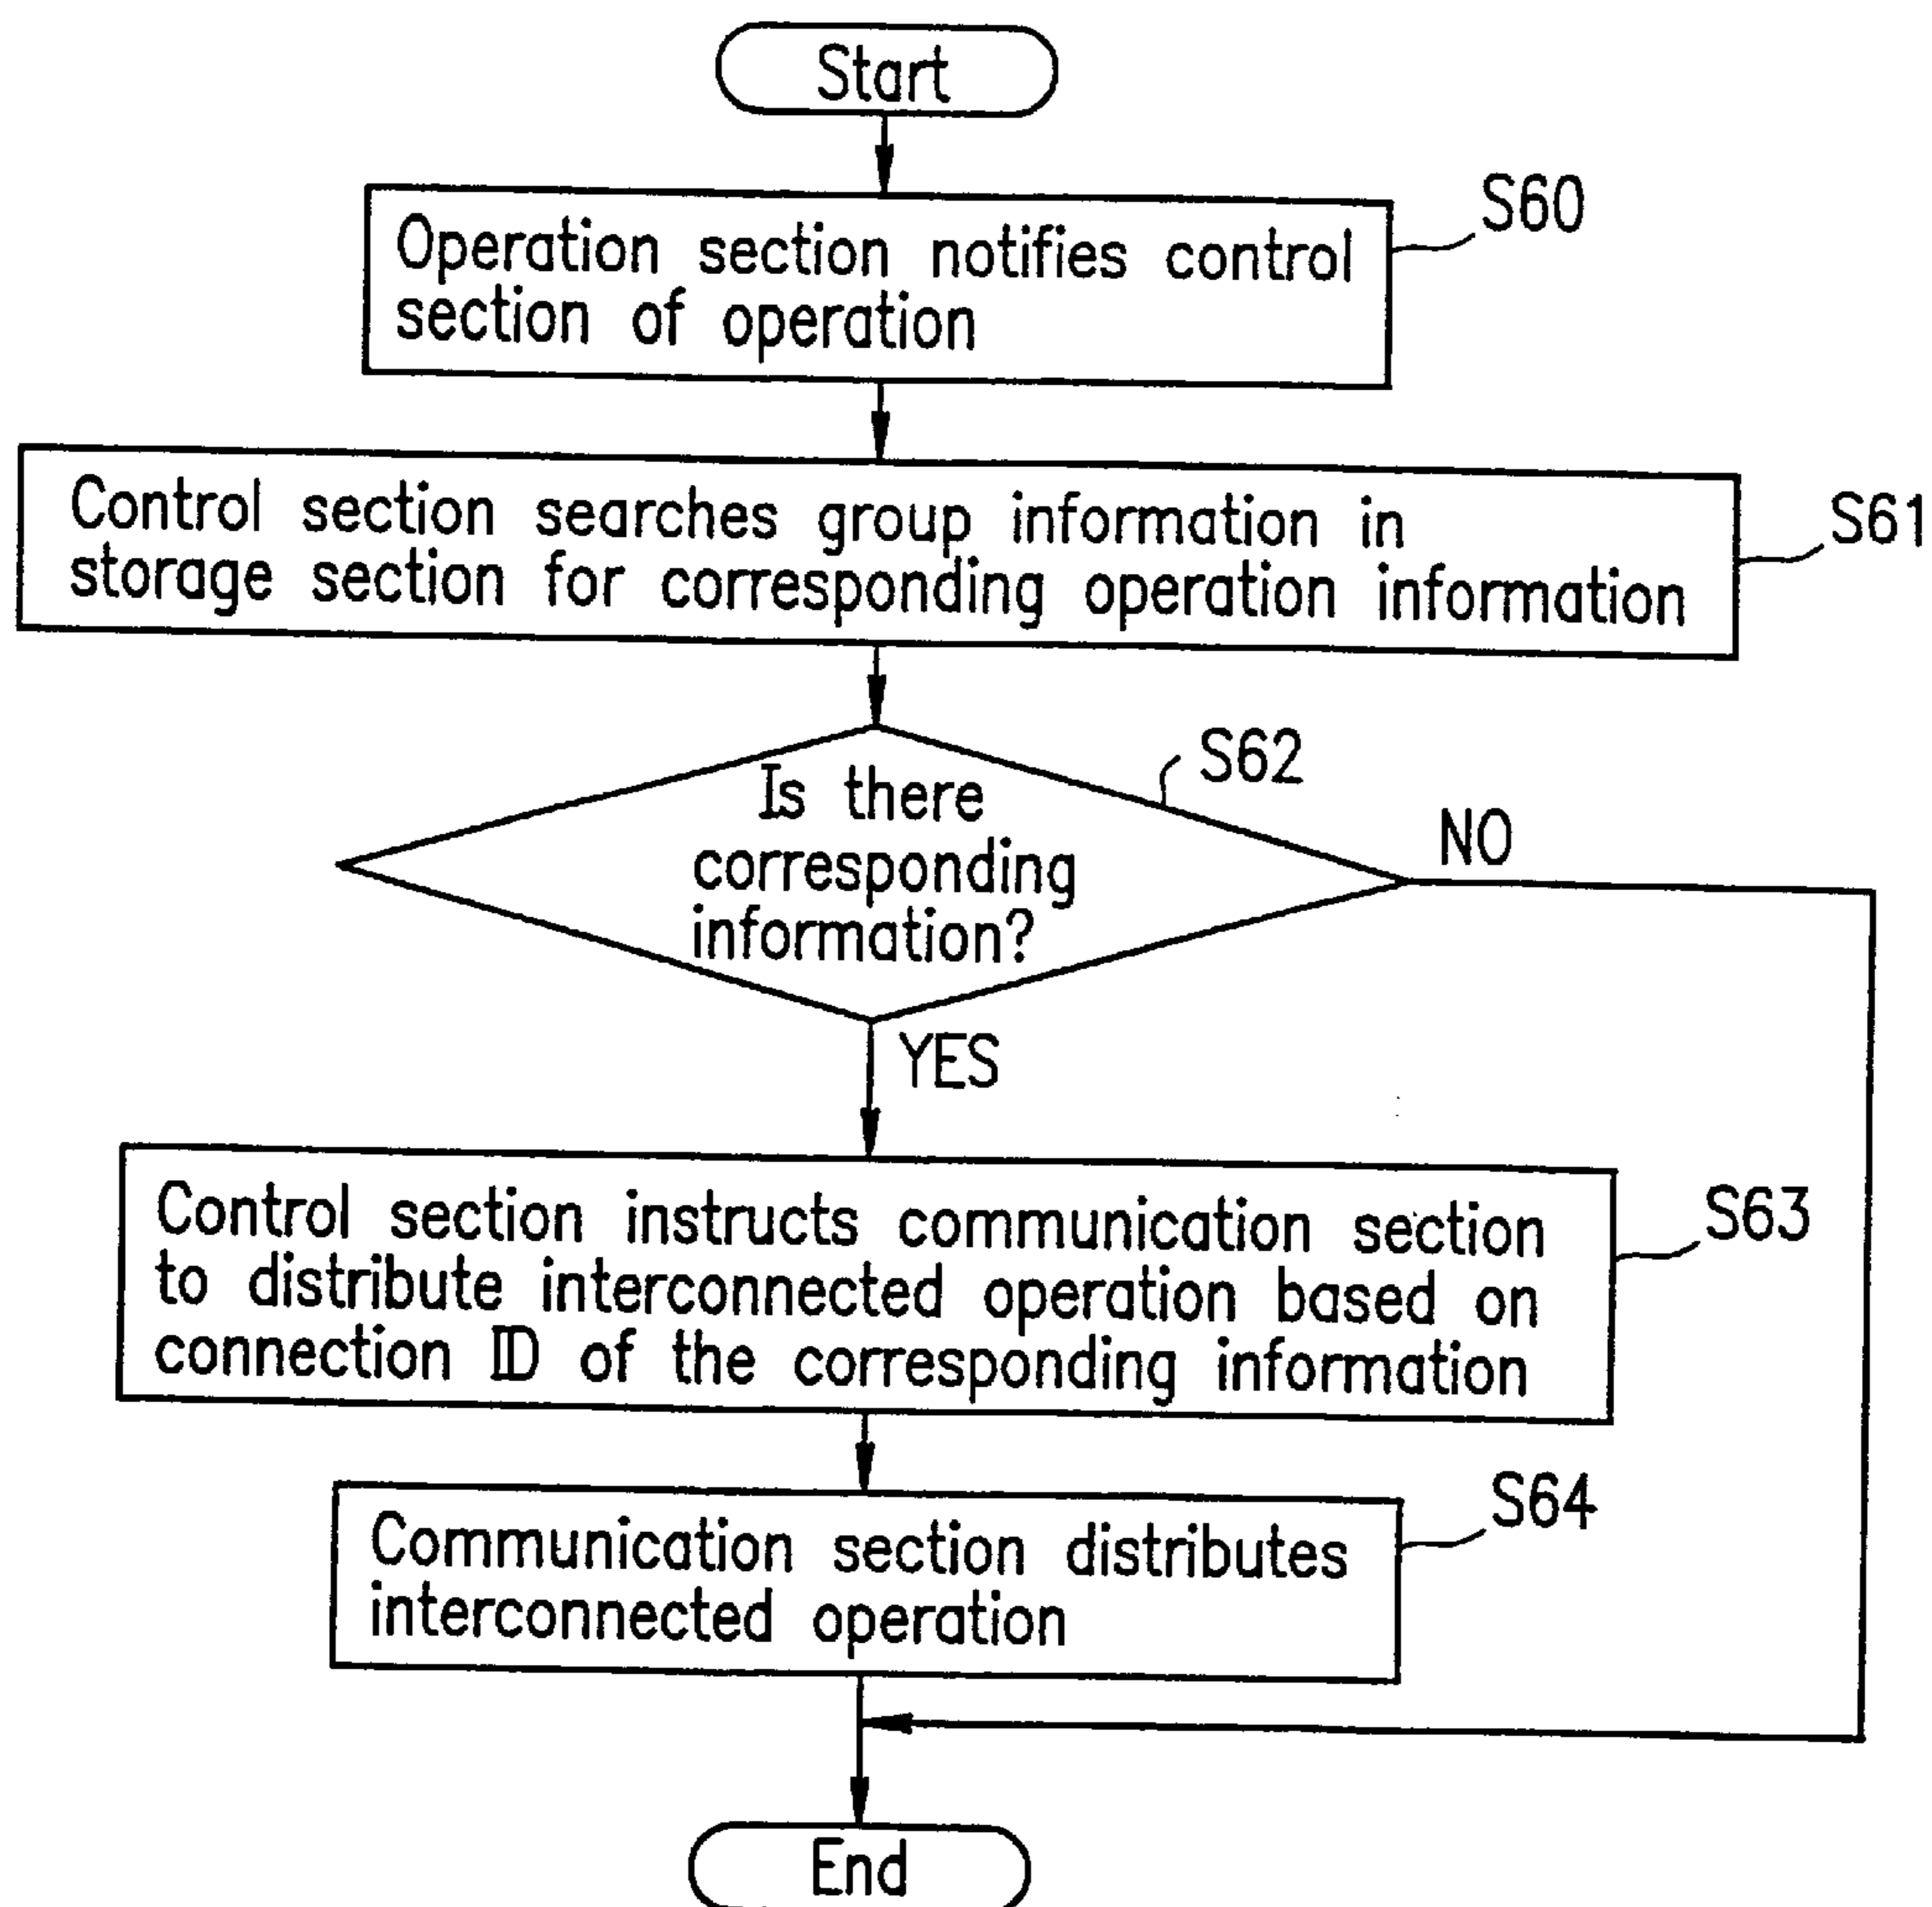 Start
S60
Operation section notifies control
section of operation
S61
Control section searches group information in
storage section for corresponding operation information
S62
Is there
corresponding
information?
NO
YES
S63
Control section instructs communication section
to distribute interconnected operation based on
connection ID of the corresponding information
S64
Communication section distributes
interconnected operation
End